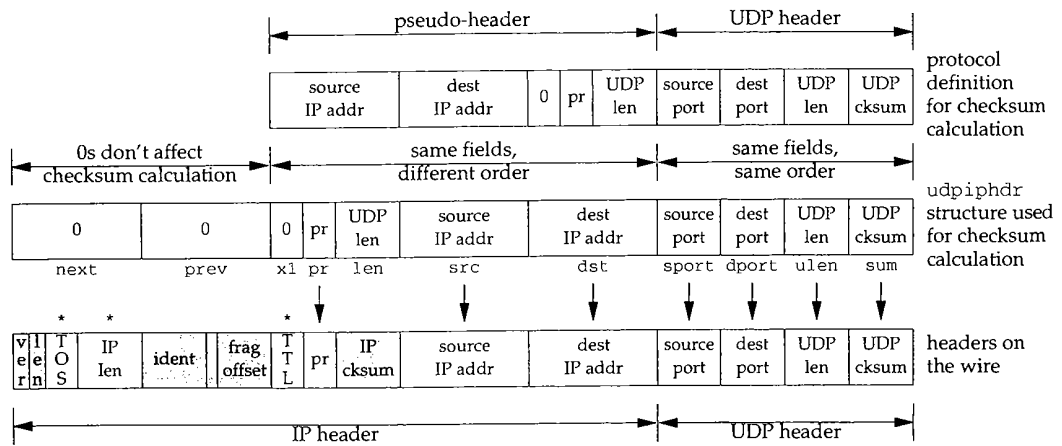 pseudo-header
UDP header
source IP addr
dest IP addr
0
pr
UDP len
source port
dest port
UDP len
UDP cksum
protocol
definition
for checksum
calculation
0s don't affect
checksum calculation
same fields,
different order
same fields,
same order
0
0
0
pr
UDP len
source IP addr
dest IP addr
source port
dest port
UDP len
UDP cksum
udpiphdr
structure used
for checksum
calculation
next prev x1 pr len src dst sport dport ulen sum
* * *
ver
len
TOS
IP len
ident
frag offset
TTL
pr
IP cksum
source IP addr
dest IP addr
source port
dest port
UDP len
UDP cksum
headers on
the wire
IP header
UDP header